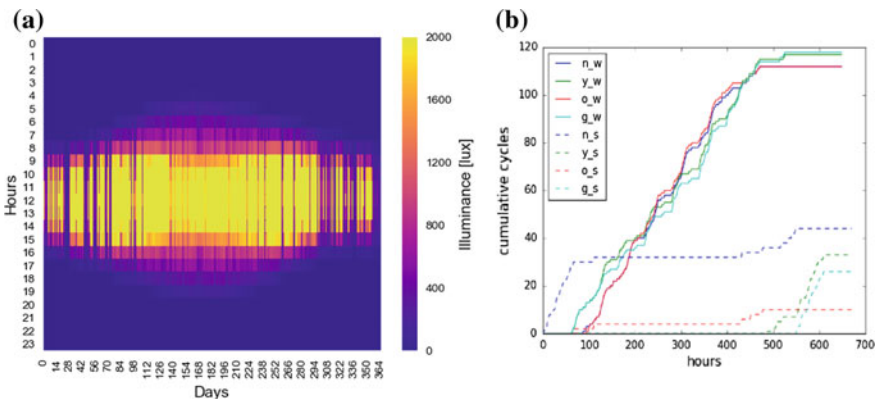 (a)
0
1
2
3
4
5
6
7
8
9
10
11
12
13
14
15
16
17
18
19
20
21
22
23
Hours
0 14 28 42 56 70 84 98 112 126 140 154 168 182 196 210 224 238 252 266 280 294 308 322 336 350 364
Days
2000
1600
1200
800
400
0
Illuminance [lux]
(b)
120
100
80
60
40
20
0
cumulative cycles
n_w
y_w
o_w
g_w
n_s
y_s
o_s
g_s
0 100 200 300 400 500 600 700
hours